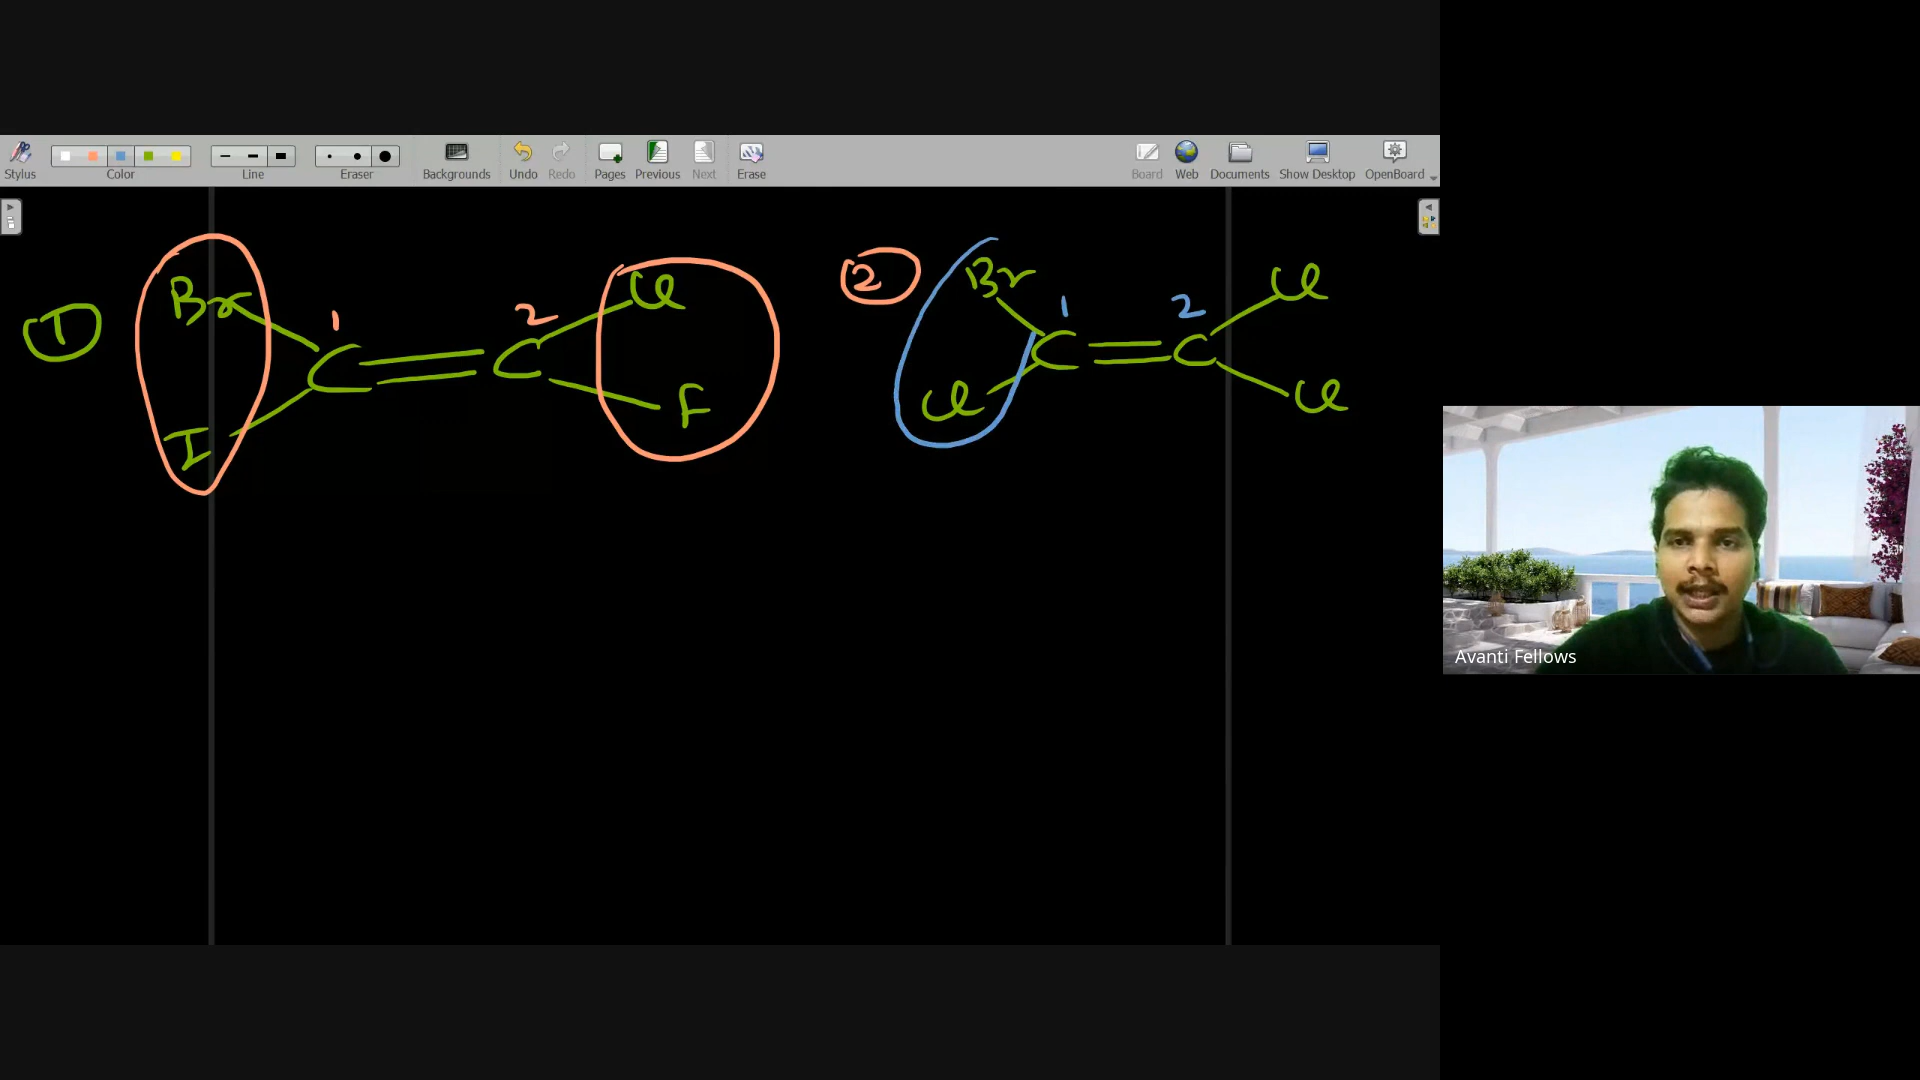 Stylus Color Line Eraser Backgrounds Undo Redo Pages Previous Next Erase Board Web Documents Show Desktop OpenBoard
1 Br I C 1 = C 2 Cl F
2 Br Cl C 1 = C 2 Cl Cl
Avanti Fellows